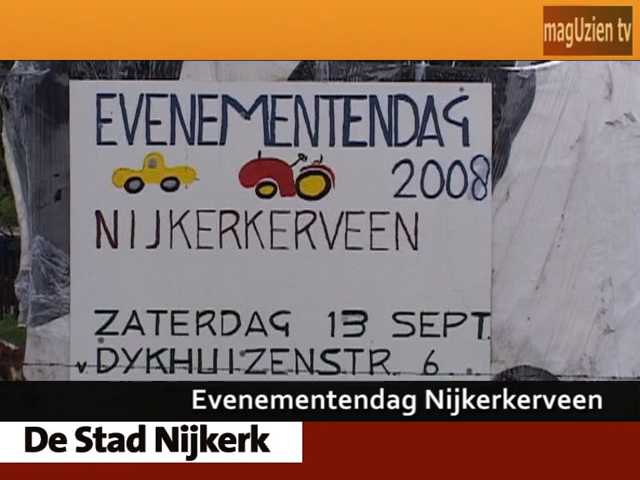 magUzien tv
EVENEMENTENDAG
2008
NIJKERKERVEEN
ZATERDAG 13 SEPT.
v. DYKHUIZENSTR. 6
Evenementendag Nijkerkerveen
De Stad Nijkerk